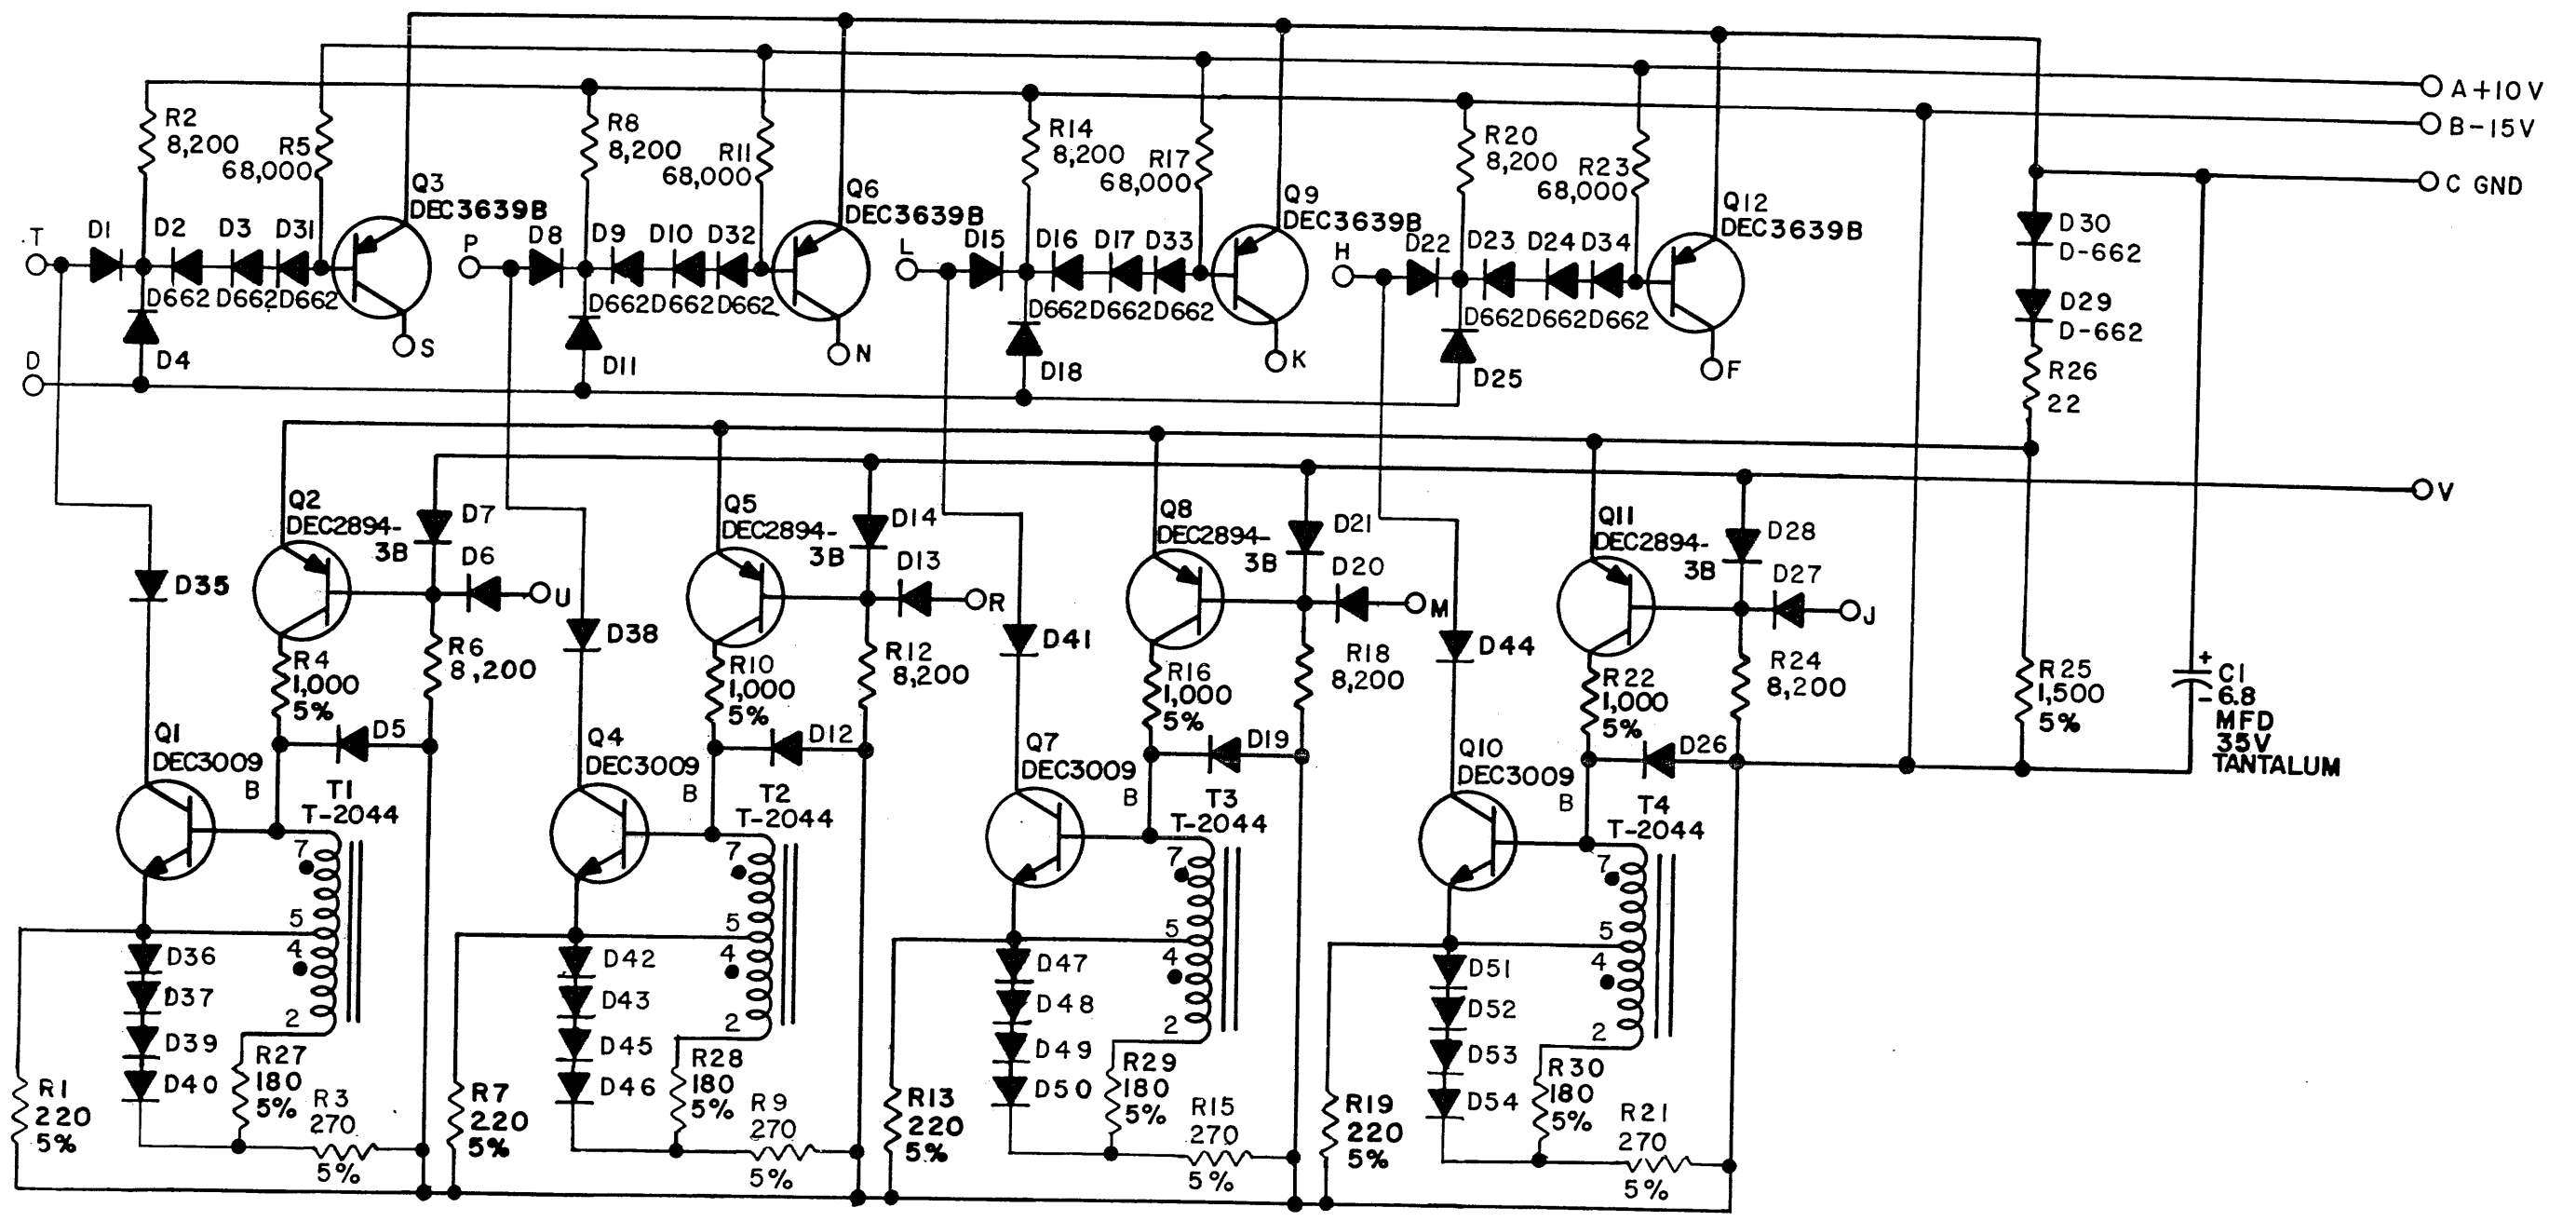 A +10 V
B -15V
C GND
R2
8,200
R5
68,000
Q3
DEC3639B
R8
8,200
R11
68,000
Q6
DEC3639B
R14
8,200
R17
68,000
Q9
DEC3639B
R20
8,200
R23
68,000
Q12
DEC3639B
T
D1
D2
D3
D31
D662
D662
D662
D4
S
P
D8
D9
D10
D32
D662
D662
D662
D11
N
L
D15
D16
D17
D33
D662
D662
D662
D18
K
H
D22
D23
D24
D34
D662
D662
D662
D25
F
D
D30
D-662
D29
D-662
R26
22
V
Q2
DEC2894-
3B
D7
D6
U
D35
R4
1,000
5%
R6
8,200
D5
Q1
DEC3009
B
T1
T-2044
7
5
4
2
D36
D37
D39
D40
R27
180
5%
R3
270
5%
R1
220
5%
Q5
DEC2894-
3B
D14
D13
R
D38
R10
1,000
5%
R12
8,200
D12
Q4
DEC3009
B
T2
T-2044
7
5
4
2
D42
D43
D45
D46
R28
180
5%
R9
270
5%
R7
220
5%
Q8
DEC2894-
3B
D21
D20
M
D41
R16
1,000
5%
R18
8,200
D19
Q7
DEC3009
B
T3
T-2044
7
5
4
2
D47
D48
D49
D50
R29
180
5%
R15
270
5%
R13
220
5%
Q11
DEC2894-
3B
D28
D27
J
D44
R22
1,000
5%
R24
8,200
D26
Q10
DEC3009
B
T4
T-2044
7
5
4
2
D51
D52
D53
D54
R30
180
5%
R21
270
5%
R19
220
5%
R25
1,500
5%
+
-
C1
6.8
MFD
35V
TANTALUM